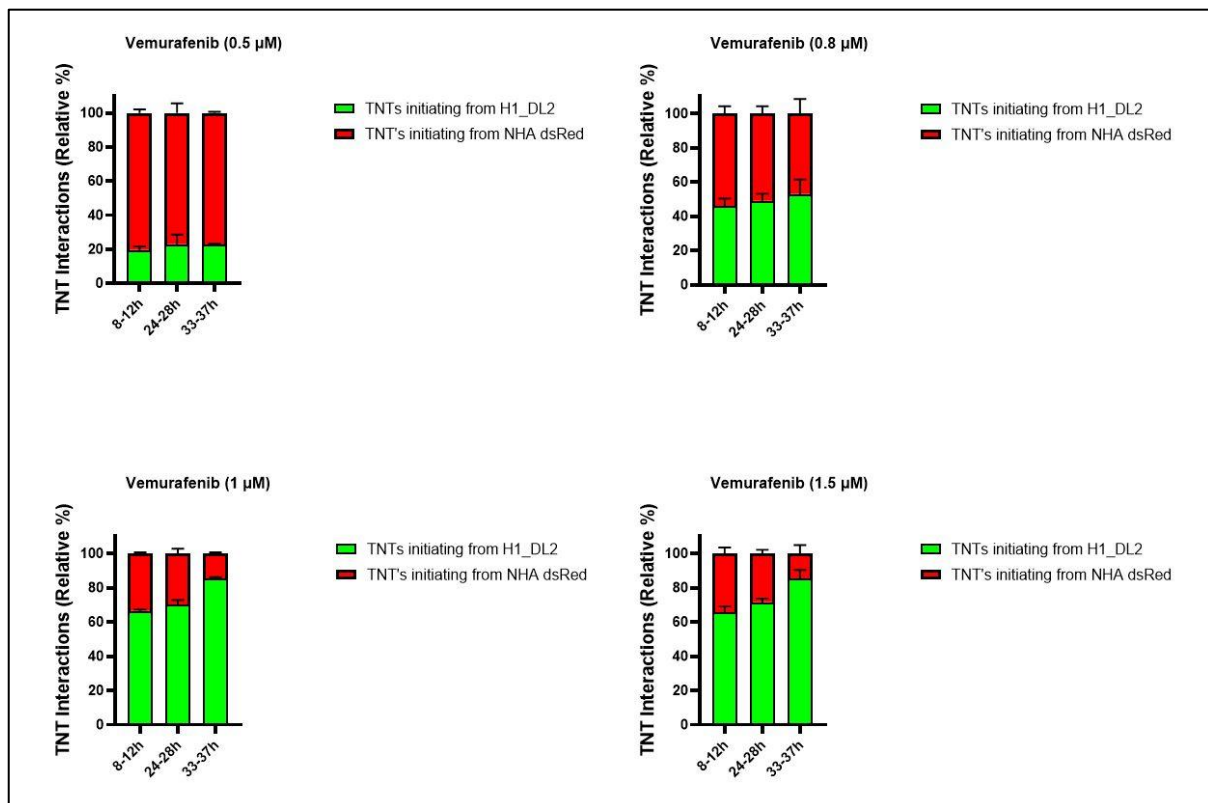 Vemurafenib (0.5 µM)
TNT Interactions (Relative %)
100
80
60
40
20
0
8-12h
24-28h
33-37h
TNTs initiating from H1_DL2
TNT's initiating from NHA dsRed
Vemurafenib (0.8 µM)
TNT Interactions (Relative %)
100
80
60
40
20
0
8-12h
24-28h
33-37h
TNTs initiating from H1_DL2
TNT's initiating from NHA dsRed
Vemurafenib (1 µM)
TNT Interactions (Relative %)
100
80
60
40
20
0
8-12h
24-28h
33-37h
TNTs initiating from H1_DL2
TNT's initiating from NHA dsRed
Vemurafenib (1.5 µM)
TNT Interactions (Relative %)
100
80
60
40
20
0
8-12h
24-28h
33-37h
TNTs initiating from H1_DL2
TNT's initiating from NHA dsRed